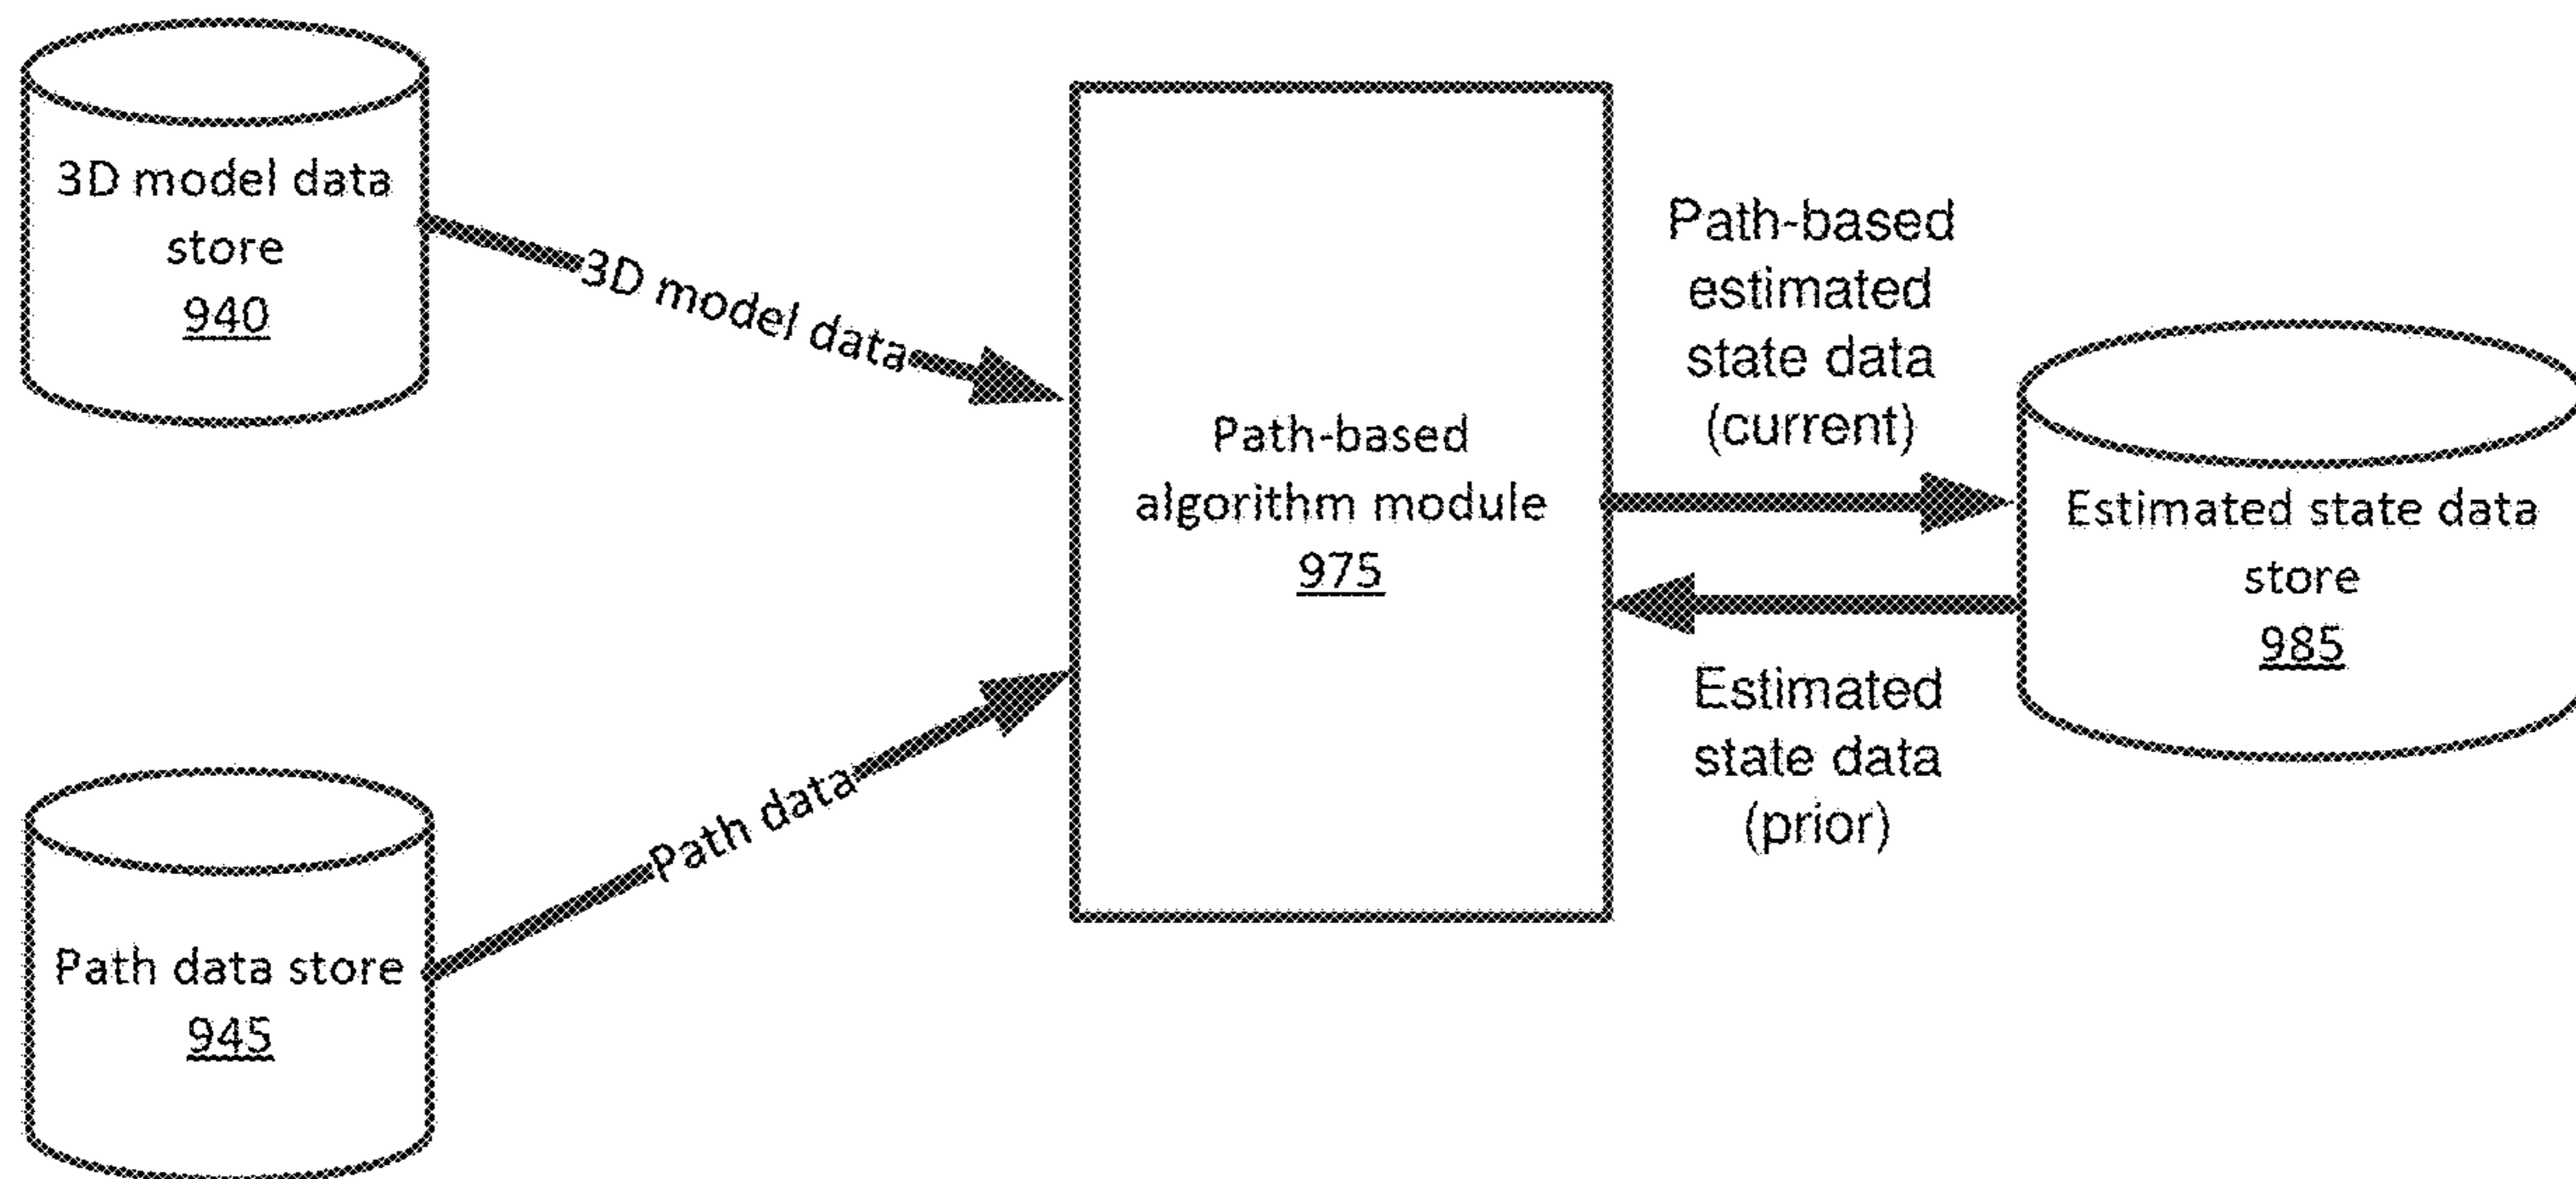 3D model data
store
940
3D model data
Path data store
945
Path data
Path-based
algorithm module
975
Path-based
estimated
state data
(current)
Estimated
state data
(prior)
Estimated state data
store
985